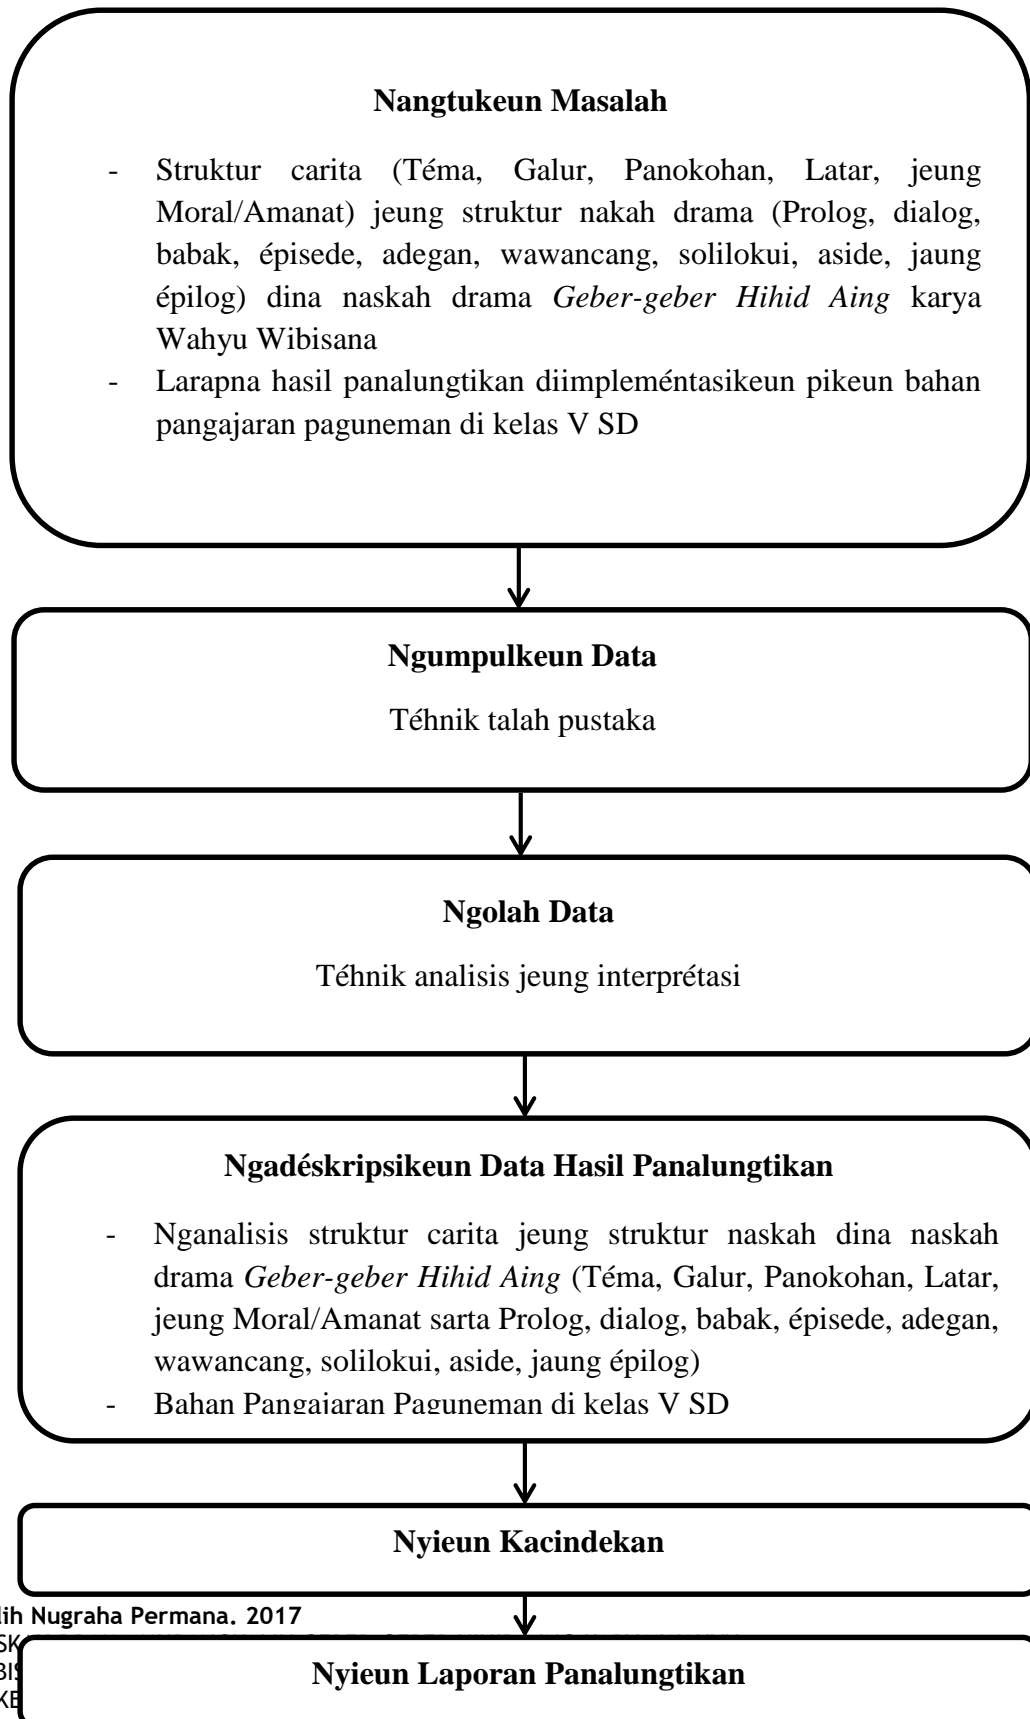 Nangtukeun Masalah
- Struktur carita (Téma, Galur, Panokohan, Latar, jeung
Moral/Amanat) jeung struktur nakah drama (Prolog, dialog,
babak, épisede, adegan, wawancang, solilokui, aside, jaung
épilog) dina naskah drama Geber-geber Hihid Aing karya
Wahyu Wibisana
- Larapna hasil panalungtikan diimpleméntasikeun pikeun bahan
pangajaran paguneman di kelas V SD
Ngumpulkeun Data
Téhnik talah pustaka
Ngolah Data
Téhnik analisis jeung interprétasi
Ngadéskripsikeun Data Hasil Panalungtikan
- Nganalisis struktur carita jeung struktur naskah dina naskah
drama Geber-geber Hihid Aing (Téma, Galur, Panokohan, Latar,
jeung Moral/Amanat sarta Prolog, dialog, babak, épisede, adegan,
wawancang, solilokui, aside, jaung épilog)
- Bahan Pangajaran Paguneman di kelas V SD
Nyieun Kacindekan
Nugraha Permana. 2017
Nyieun Laporan Panalungtikan